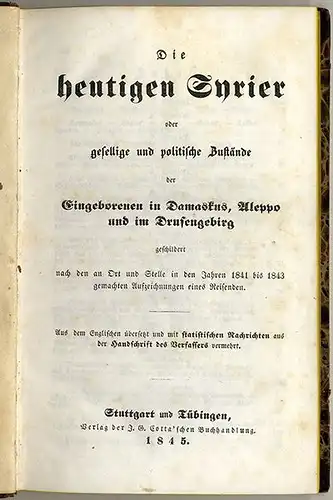 Die
heutigen Syrier
oder
gesellige und politische Zustände
der
Eingeborenen in Damaskus, Aleppo
und im Drusengebirg
geschildert
nach den an Ort und Stelle in den Jahren 1841 bis 1843
gemachten Aufzeichnungen eines Reisenden.
Aus dem Englischen übersetzt und mit statistischen Nachrichten aus
der Handschrift des Verfassers vermehrt.
Stuttgart und Tübingen,
Verlag der J. G. Cotta'schen Buchhandlung.
1845.